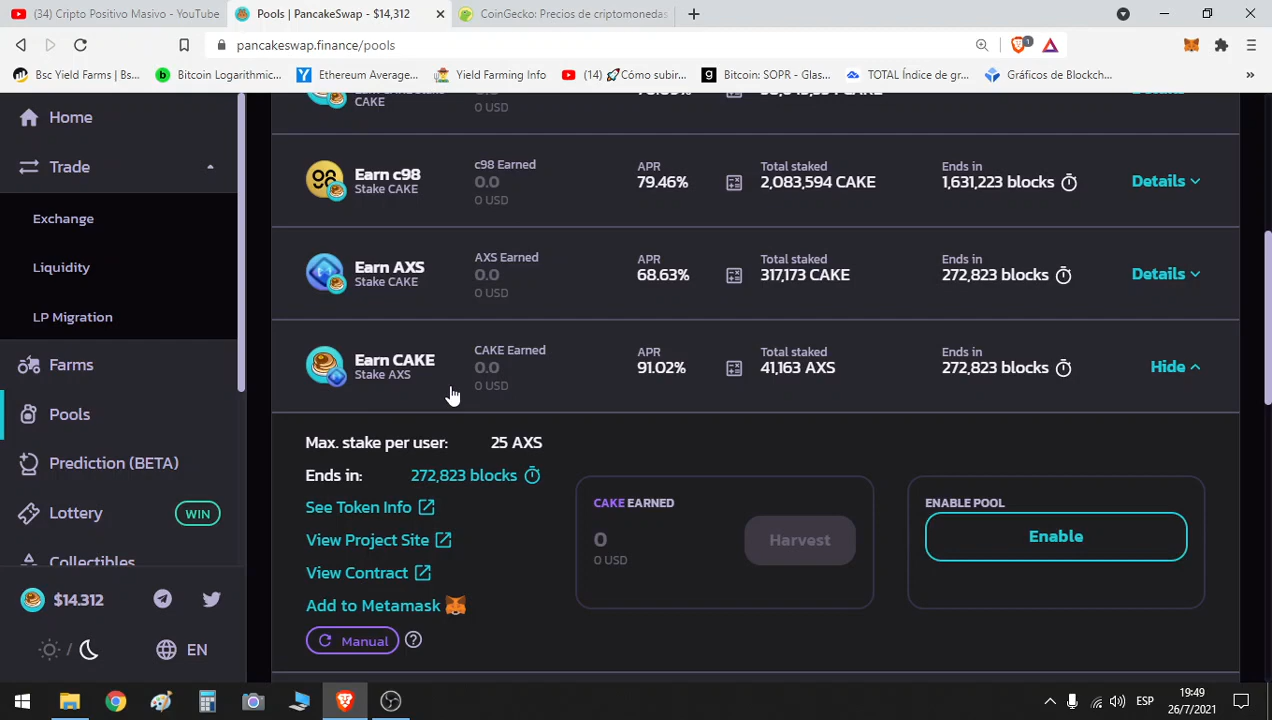 (34) Cripto Positivo Masivo - YouTube
Pools | PancakeSwap - $14,312
CoinGecko: Precios de criptomonedas
pancakeswap.finance/pools
1
Bsc Yield Farms | Bs...
Bitcoin Logarithmic...
Ethereum Average...
Yield Farming Info
(14) 🚀Cómo subir...
Bitcoin: SOPR - Glas...
TOTAL Índice de gr...
Gráficos de Blockch...
Home
Trade
Exchange
Liquidity
LP Migration
Farms
Pools
Prediction (BETA)
Lottery
WIN
Collectibles
$14.312
EN
CAKE
0 USD
Earn c98
Stake CAKE
c98 Earned
0.0
0 USD
APR
79.46%
Total staked
2,083,594 CAKE
Ends in
1,631,223 blocks
Details
Earn AXS
Stake CAKE
AXS Earned
0.0
0 USD
APR
68.63%
Total staked
317,173 CAKE
Ends in
272,823 blocks
Details
Earn CAKE
Stake AXS
CAKE Earned
0.0
0 USD
APR
91.02%
Total staked
41,163 AXS
Ends in
272,823 blocks
Hide
Max. stake per user: 25 AXS
Ends in: 272,823 blocks
See Token Info
View Project Site
View Contract
Add to Metamask
Manual
CAKE EARNED
0
0 USD
Harvest
ENABLE POOL
Enable
ESP
19:49
26/7/2021